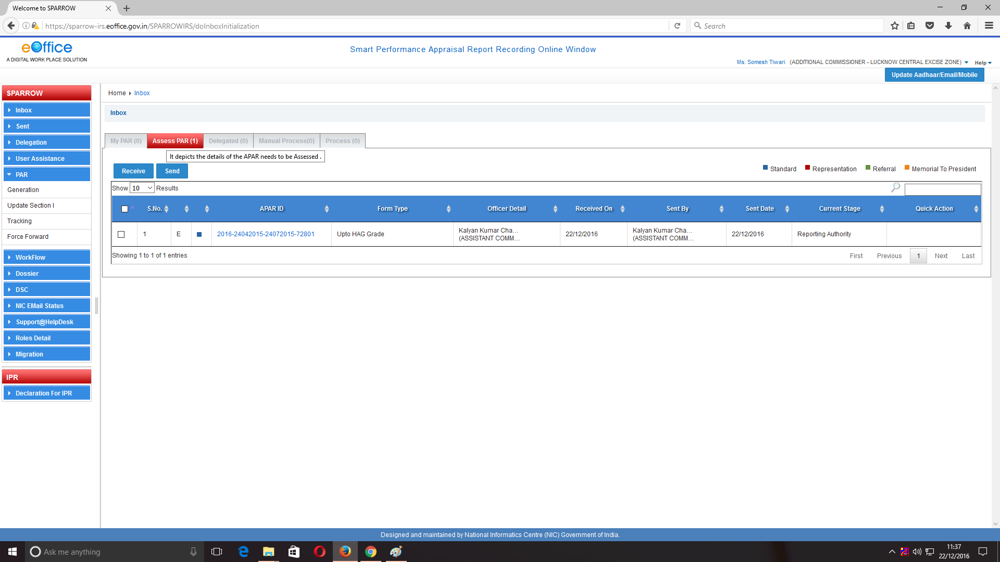 Welcome to SPARROW
https://sparrow-irs.eoffice.gov.in/SPARROWIRS/doInboxInitialization
Search
eOffice
A DIGITAL WORK PLACE SOLUTION
Smart Performance Appraisal Report Recording Online Window
Ms. Somesh Tiwari (ADDITIONAL COMMISSIONER - LUCKNOW CENTRAL EXCISE ZONE) Help
Update Aadhaar/Email/Mobile
SPARROW
Inbox
Sent
Delegation
User Assistance
PAR
Generation
Update Section I
Tracking
Force Forward
WorkFlow
Dossier
DSC
NIC EMail Status
Support@HelpDesk
Roles Detail
Migration
IPR
Declaration For IPR
Home Inbox
Inbox
My PAR (0) Assess PAR (1) Delegated (0) Manual Process(0) Process (0)
It depicts the details of the APAR needs to be Assessed .
Receive Send
Standard Representation Referral Memorial To President
Show 10 Results
S.No. APAR ID Form Type Officer Detail Received On Sent By Sent Date Current Stage Quick Action
1 E 2016-24042015-24072015-72801 Upto HAG Grade Kalyan Kumar Cha... (ASSISTANT COMM... 22/12/2016 Kalyan Kumar Cha... (ASSISTANT COMM... 22/12/2016 Reporting Authority
Showing 1 to 1 of 1 entries
First Previous 1 Next Last
Designed and maintained by National Informatics Centre (NIC) Government of India.
Ask me anything
11:37
22/12/2016